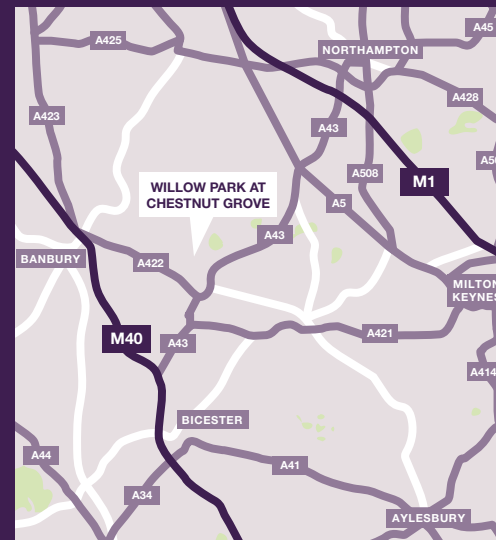 A45
A425
NORTHAMPTON
A428
A423
A43
A50
A508
M1
WILLOW PARK AT
CHESTNUT GROVE
A5
A43
BANBURY
A422
MILTON
KEYNES
A421
M40
A43
A414
BICESTER
A44
A41
A34
AYLESBURY